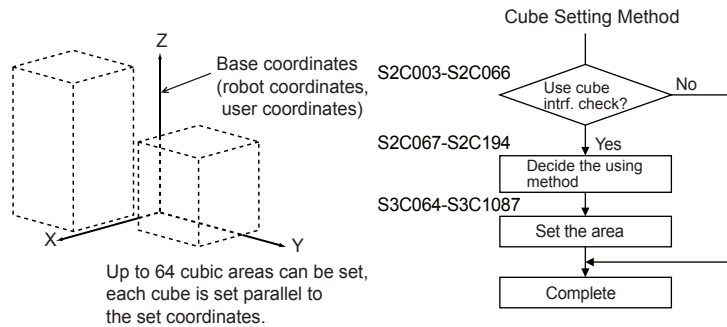 Z
Base coordinates
(robot coordinates,
user coordinates)
X
Y
Up to 64 cubic areas can be set,
each cube is set parallel to
the set coordinates.
Cube Setting Method
S2C003-S2C066
Use cube
intrf. check?
No
Yes
S2C067-S2C194
Decide the using
method
S3C064-S3C1087
Set the area
Complete